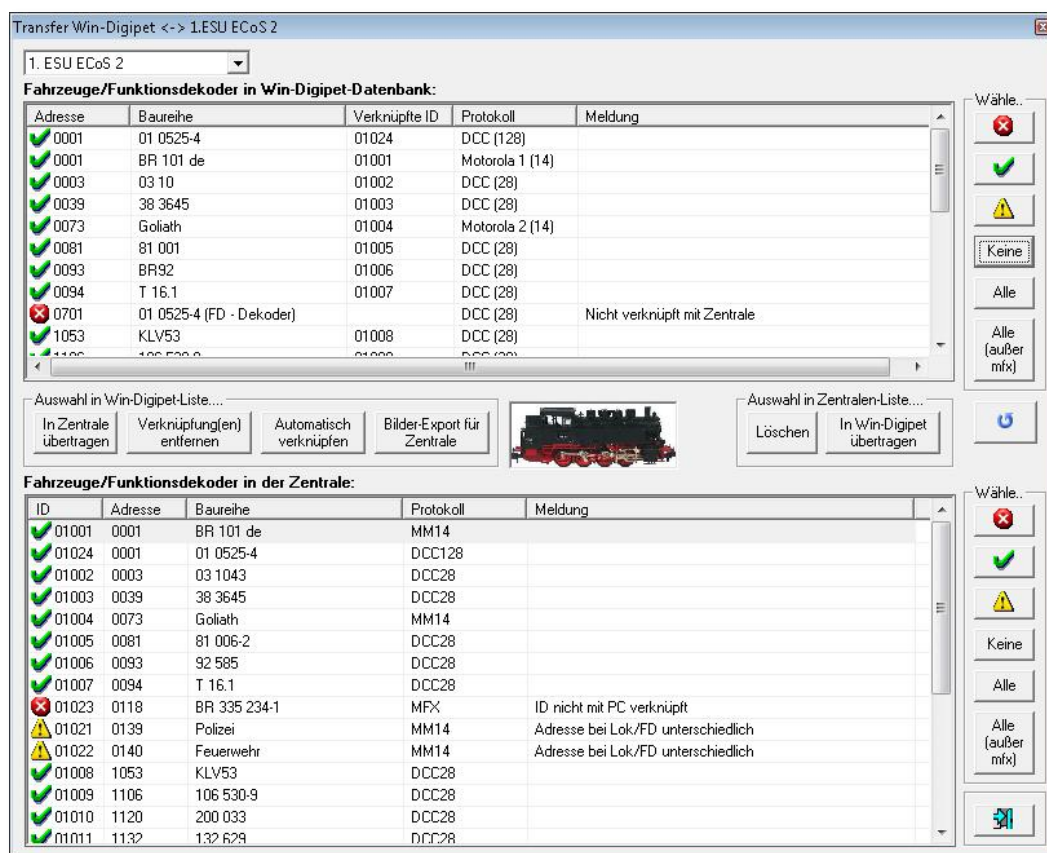 Transfer Win-Digipet <-> 1.ESU ECoS 2
1. ESU ECoS 2
Fahrzeuge/Funktionsdekoder in Win-Digipet-Datenbank:
Wähle..
Adresse Baureihe Verknüpfte ID Protokoll Meldung
0001 01 0525-4 01024 DCC (128)
0001 BR 101 de 01001 Motorola 1 (14)
0003 03 10 01002 DCC (28)
0039 38 3645 01003 DCC (28)
0073 Goliath 01004 Motorola 2 (14)
0081 81 001 01005 DCC (28)
Keine
0093 BR92 01006 DCC (28)
0094 T 16.1 01007 DCC (28)
Alle
0701 01 0525-4 (FD - Dekoder) DCC (28) Nicht verknüpft mit Zentrale
1053 KLV53 01008 DCC (28)
Alle
(außer
mfx)
Auswahl in Win-Digipet-Liste....
In Zentrale
übertragen
Verknüpfung(en)
entfernen
Automatisch
verknüpfen
Bilder-Export für
Zentrale
Auswahl in Zentralen-Liste....
Löschen
In Win-Digipet
übertragen
Fahrzeuge/Funktionsdekoder in der Zentrale:
Wähle..
ID Adresse Baureihe Protokoll Meldung
01001 0001 BR 101 de MM14
01024 0001 01 0525-4 DCC128
01002 0003 03 1043 DCC28
01003 0039 38 3645 DCC28
01004 0073 Goliath MM14
01005 0081 81 006-2 DCC28
Keine
01006 0093 92 585 DCC28
01007 0094 T 16.1 DCC28
Alle
01023 0118 BR 335 234-1 MFX ID nicht mit PC verknüpft
01021 0139 Polizei MM14 Adresse bei Lok/FD unterschiedlich
01022 0140 Feuerwehr MM14 Adresse bei Lok/FD unterschiedlich
Alle
(außer
mfx)
01008 1053 KLV53 DCC28
01009 1106 106 530-9 DCC28
01010 1120 200 033 DCC28
01011 1132 132 629 DCC28